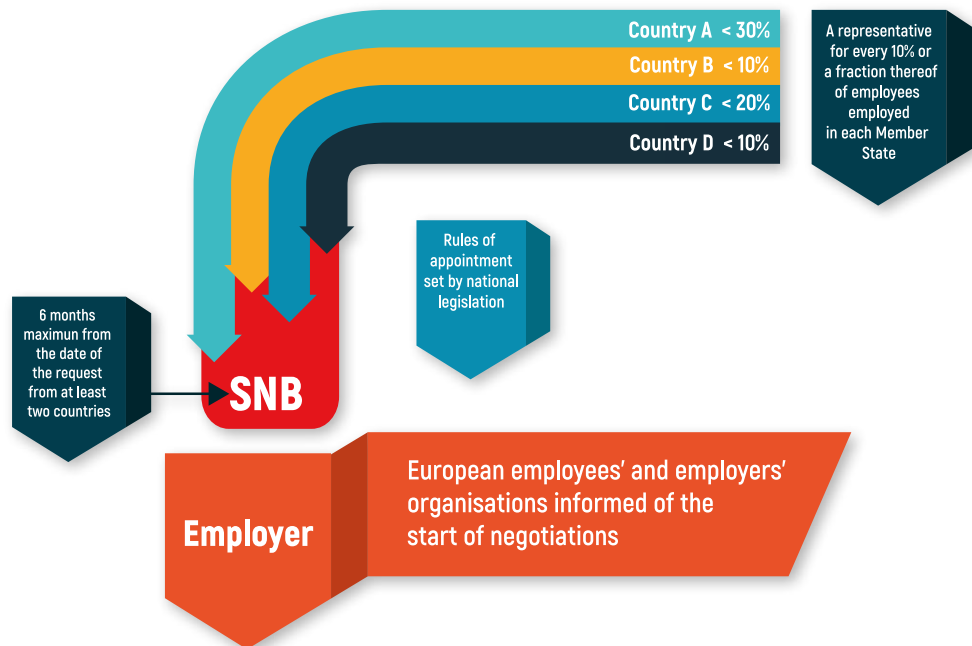 Country A < 30%
Country B < 10%
Country C < 20%
Country D < 10%
A representative
for every 10% or
a fraction thereof
of employees
employed
in each Member
State
Rules of
appointment
set by national
legislation
6 months
maximun from
the date of
the request
from at least
two countries
SNB
Employer
European employees’ and employers’
organisations informed of the
start of negotiations